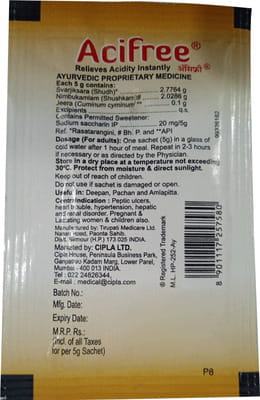 Acifree®
Relieves Acidity Instantly ॲसिफ्री®
AYURVEDIC PROPRIETARY MEDICINE
Each 5 g contains:
Svarjiksara (Shudh)* ........ 2.7764 g
Nimbukamlam (Shushkam)# .. 2.0286 g
Jeera (Cuminum cyminum)** ... 0.1 g
Excipients ............ q.s.
Contains Permitted Sweetener:
Sodium saccharin IP ........ 20 mg/5g
Ref. *Rasatarangini, # Bh. P. and **API
Dosage (For adults): One sachet (5g) in a glass of
cold water after 1 hour of meal. Repeat in 2-3 hours
if necessary or as directed by the Physician.
Store in a dry place at a temperature not exceeding
30°C. Protect from moisture & direct sunlight.
Keep out of reach of children.
Do not use if sachet is damaged or open.
Useful in: Deepan, Pachan and Amlapitta.
Contraindication : Peptic ulcers,
heart trouble, hypertension, hepatic
and renal disorder. Pregnant &
Lactating women & children also.
Manufactured by: Tirupati Medicare Ltd.
Nahan Road, Paonta Sahib,
Dist. Sirmour (H.P.) 173 025 INDIA.
Marketed by: CIPLA LTD.
Cipla House, Peninsula Business Park,
Ganpatrao Kadam Marg, Lower Parel,
Mumbai - 400 013 INDIA.
Tel : 022 24826344,
E-mail : medical@cipla.com
Batch No.:
Mfg. Date:
Expiry Date:
M.R.P. Rs.:
(Incl. of all Taxes
for per 5g Sachet)
® Registered Trademark
M.L. HP-252-Ay
8901117257580
P8